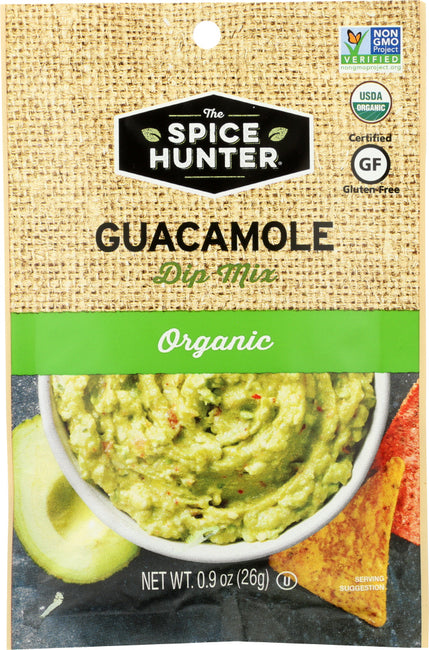 NON
GMO
Project
VERIFIED
nongmoproject.org
USDA
ORGANIC
Certified
GF
Gluten-Free
The
SPICE
HUNTER®
GUACAMOLE
Dip Mix
Organic
NET WT. 0.9 oz (26g) U
SERVING
SUGGESTION